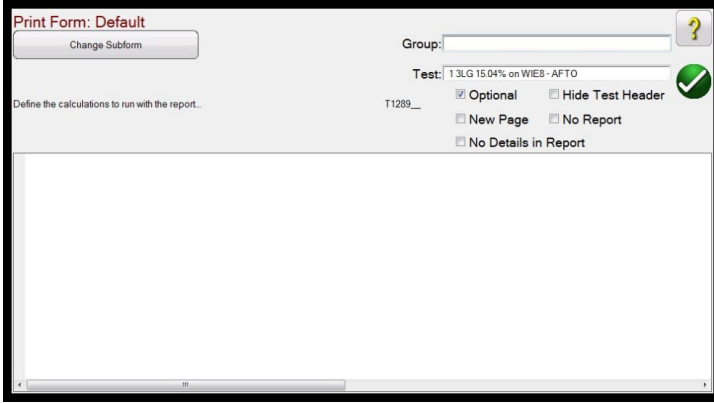 Print Form: Default
Change Subform
Group:
Test: 1 3LG 15.04% on WIE8 - AFTO
Define the calculations to run with the report...
T1289__
Optional
Hide Test Header
New Page
No Report
No Details in Report